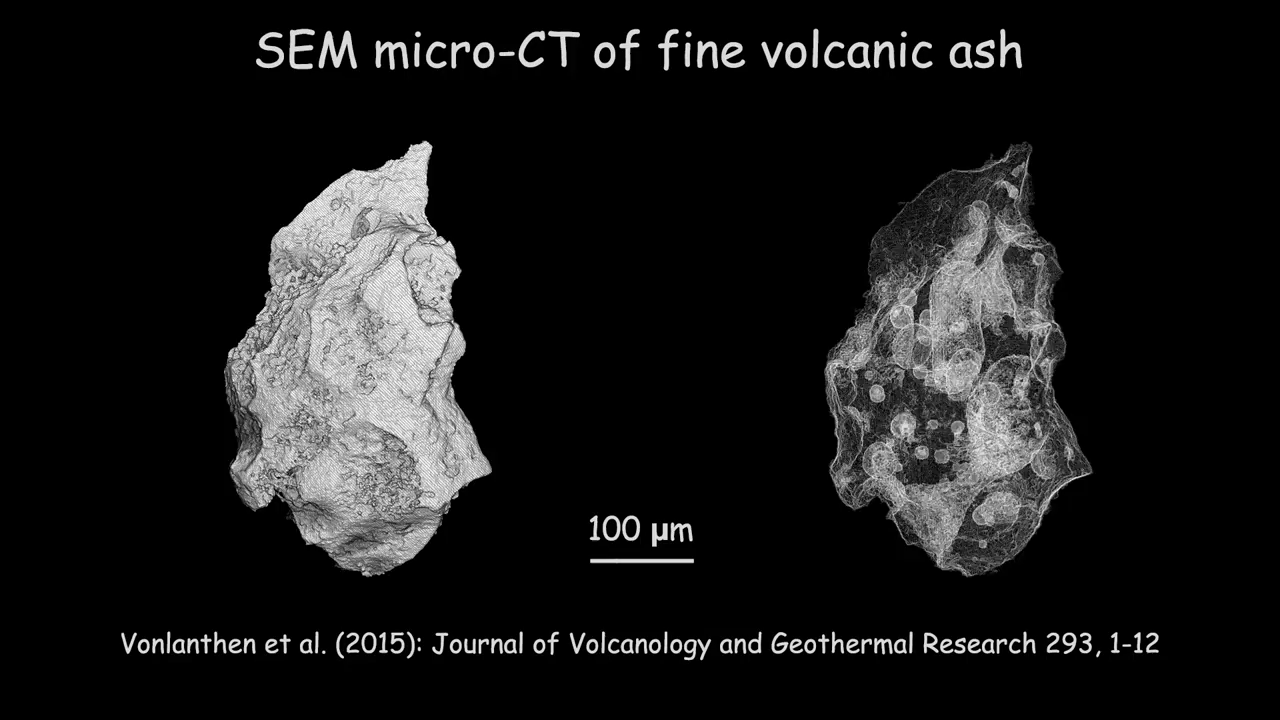 SEM micro-CT of fine volcanic ash
100 µm
Vonlanthen et al. (2015): Journal of Volcanology and Geothermal Research 293, 1-12